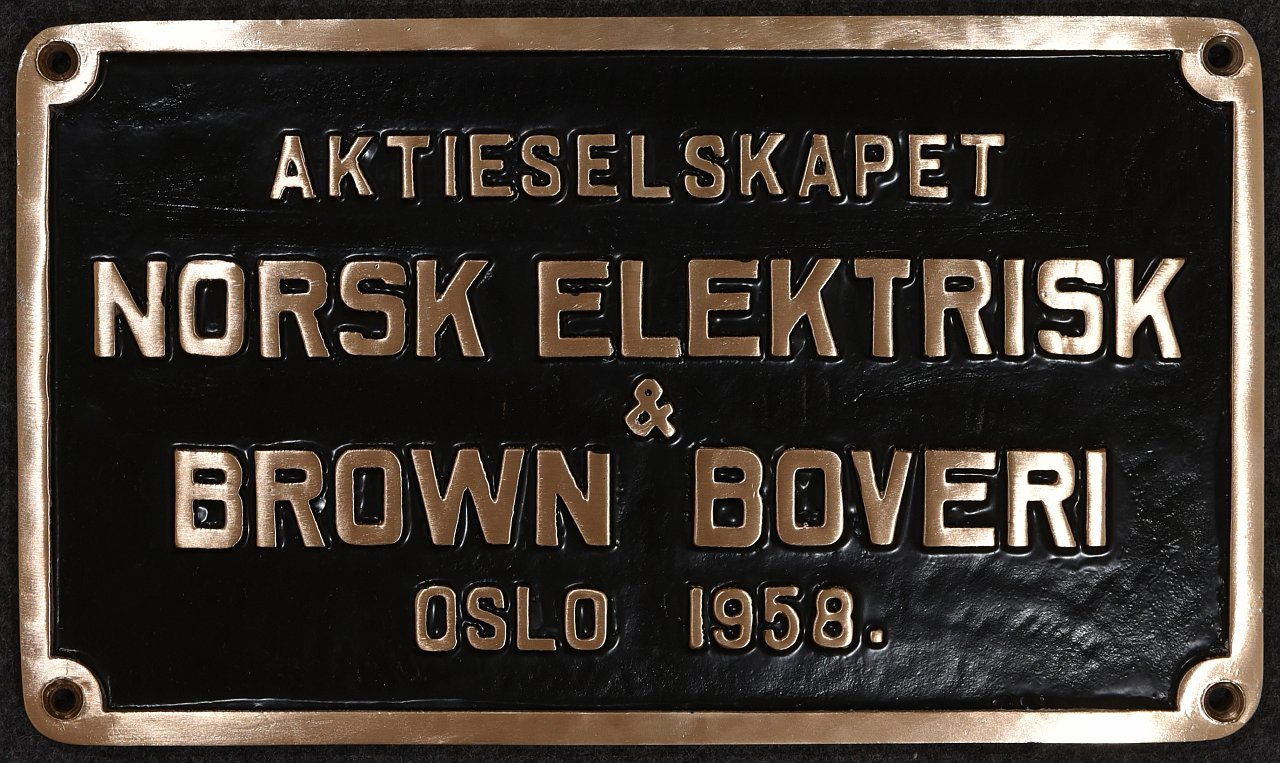 AKTIESELSKAPET
NORSK ELEKTRISK
&
BROWN BOVERI
OSLO 1958.